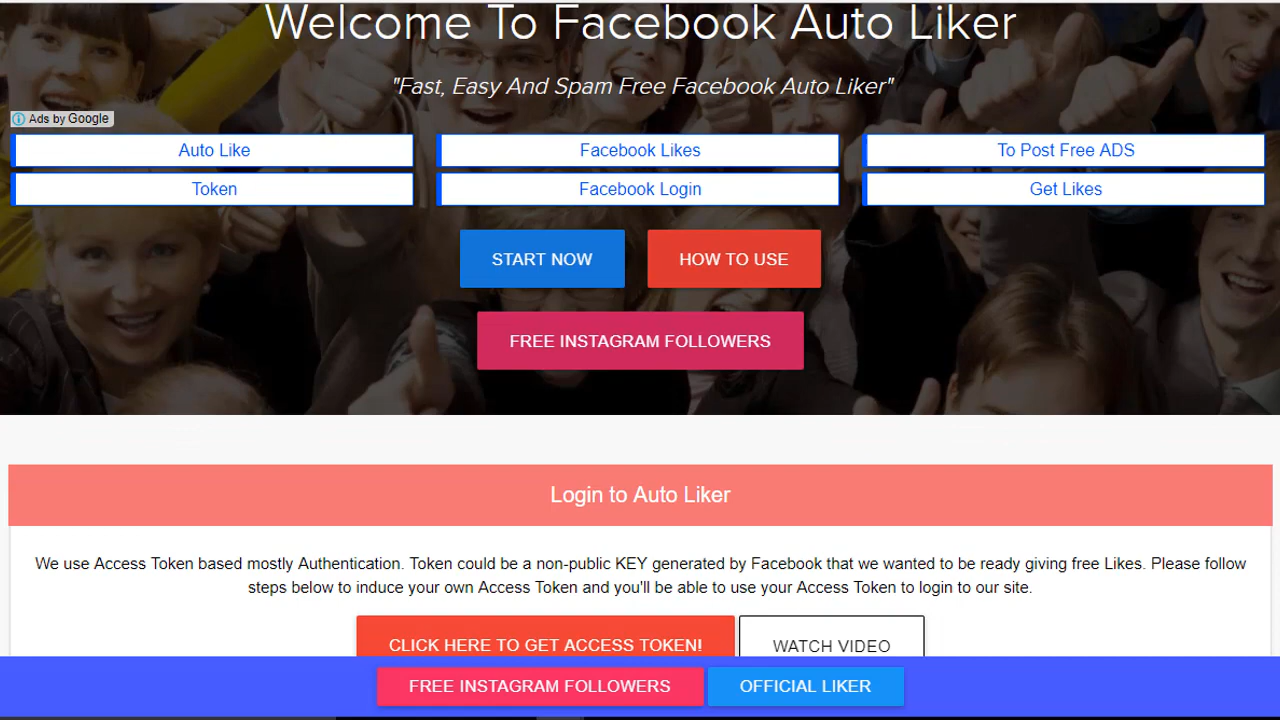 Welcome To Facebook Auto Liker
"Fast, Easy And Spam Free Facebook Auto Liker"
Ads by Google
Auto Like
Facebook Likes
To Post Free ADS
Token
Facebook Login
Get Likes
START NOW
HOW TO USE
FREE INSTAGRAM FOLLOWERS
Login to Auto Liker
We use Access Token based mostly Authentication. Token could be a non-public KEY generated by Facebook that we wanted to be ready giving free Likes. Please follow
steps below to induce your own Access Token and you'll be able to use your Access Token to login to our site.
CLICK HERE TO GET ACCESS TOKEN!
WATCH VIDEO
FREE INSTAGRAM FOLLOWERS
OFFICIAL LIKER